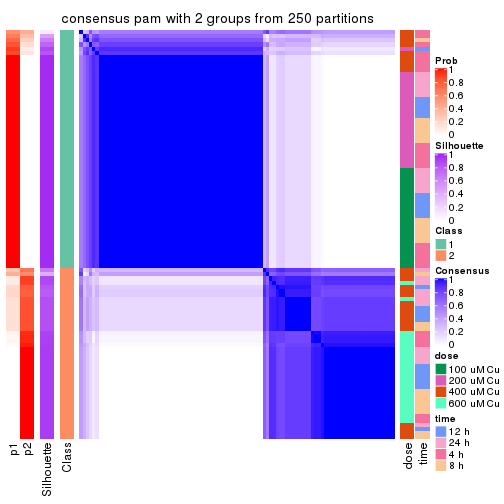 consensus pam with 2 groups from 250 partitions
Prob
1
0.8
0.6
0.4
0.2
0
Silhouette
1
0.8
0.6
0.4
0.2
0
Class
1
2
Consensus
1
0.8
0.6
0.4
0.2
0
dose
100 uM Cu
200 uM Cu
400 uM Cu
600 uM Cu
time
12 h
24 h
4 h
8 h
p1
p2
Silhouette
Class
dose
time